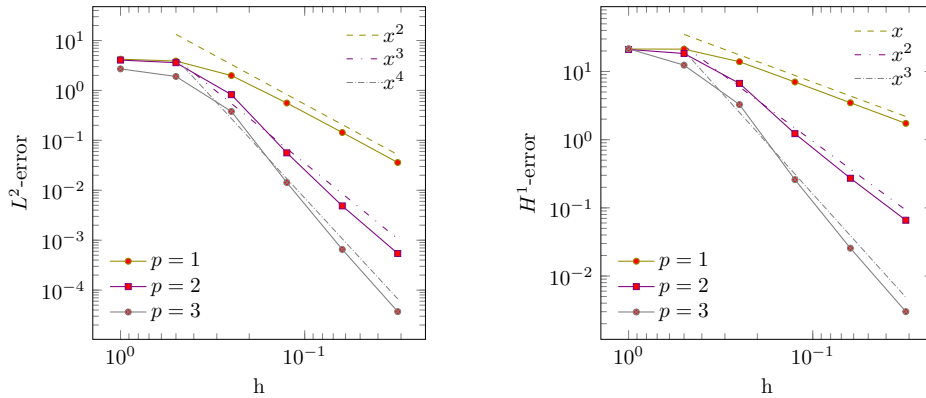 10^1
10^0
10^{-1}
10^{-2}
10^{-3}
10^{-4}
L^2-error
x^2
x^3
x^4
p = 1
p = 2
p = 3
10^0
10^{-1}
h
10^1
10^0
10^{-1}
10^{-2}
H^1-error
x
x^2
x^3
p = 1
p = 2
p = 3
10^0
10^{-1}
h